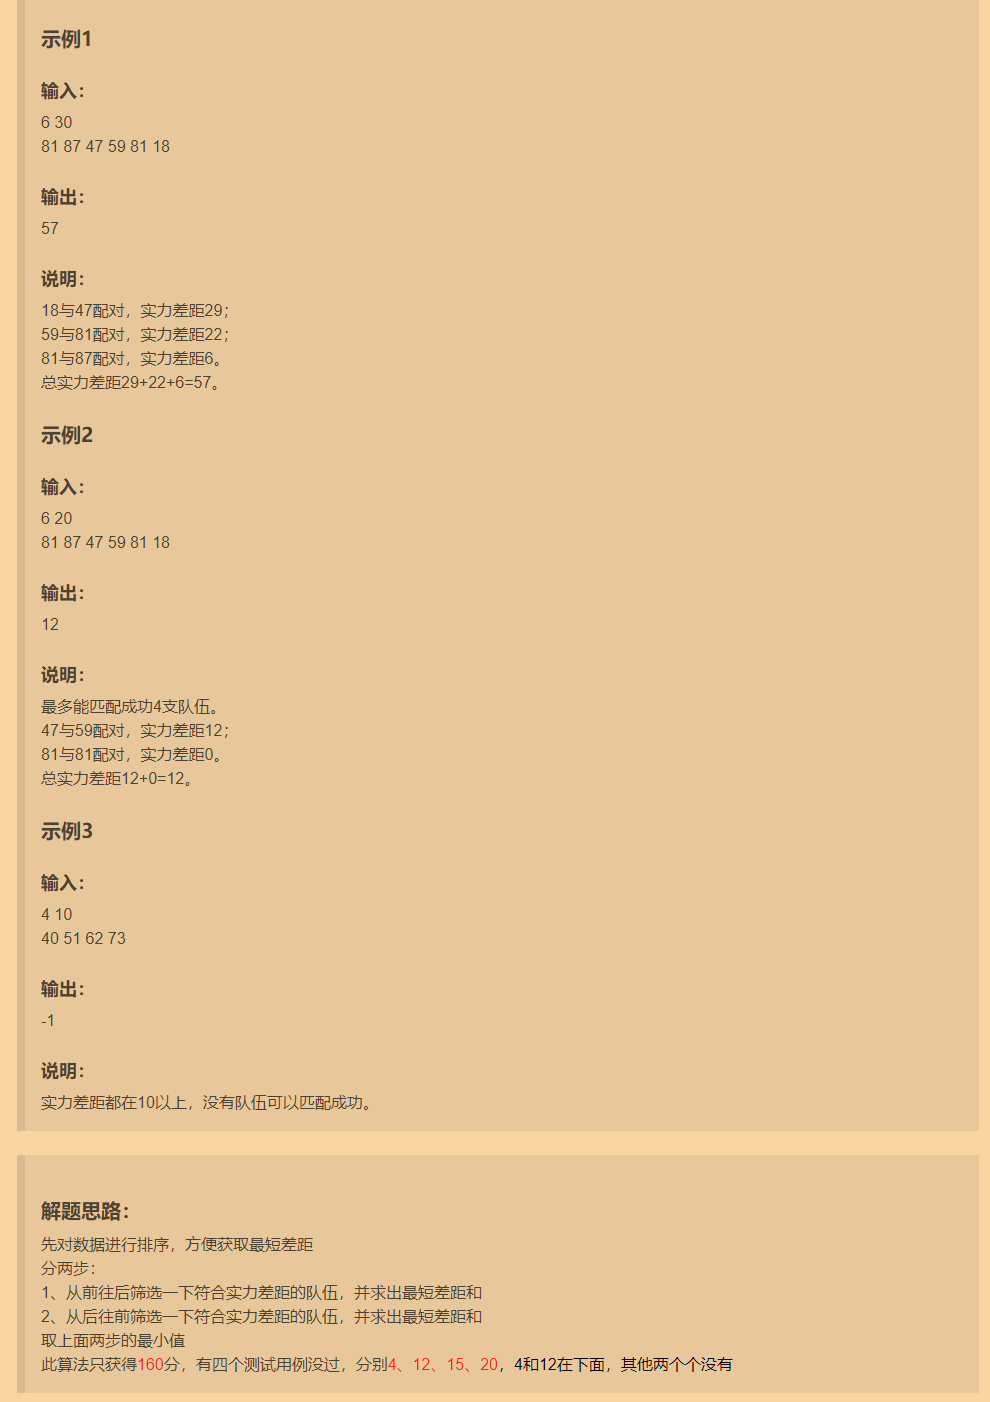 示例1
输入：
6 30
81 87 47 59 81 18
输出：
57
说明：
18与47配对，实力差距29；
59与81配对，实力差距22；
81与87配对，实力差距6。
总实力差距29+22+6=57。
示例2
输入：
6 20
81 87 47 59 81 18
输出：
12
说明：
最多能匹配成功4支队伍。
47与59配对，实力差距12；
81与81配对，实力差距0。
总实力差距12+0=12。
示例3
输入：
4 10
40 51 62 73
输出：
-1
说明：
实力差距都在10以上，没有队伍可以匹配成功。
解题思路：
先对数据进行排序，方便获取最短差距
分两步：
1、从前往后筛选一下符合实力差距的队伍，并求出最短差距和
2、从后往前筛选一下符合实力差距的队伍，并求出最短差距和
取上面两步的最小值
此算法只获得160分，有四个测试用例没过，分别4、12、15、20，4和12在下面，其他两个个没有